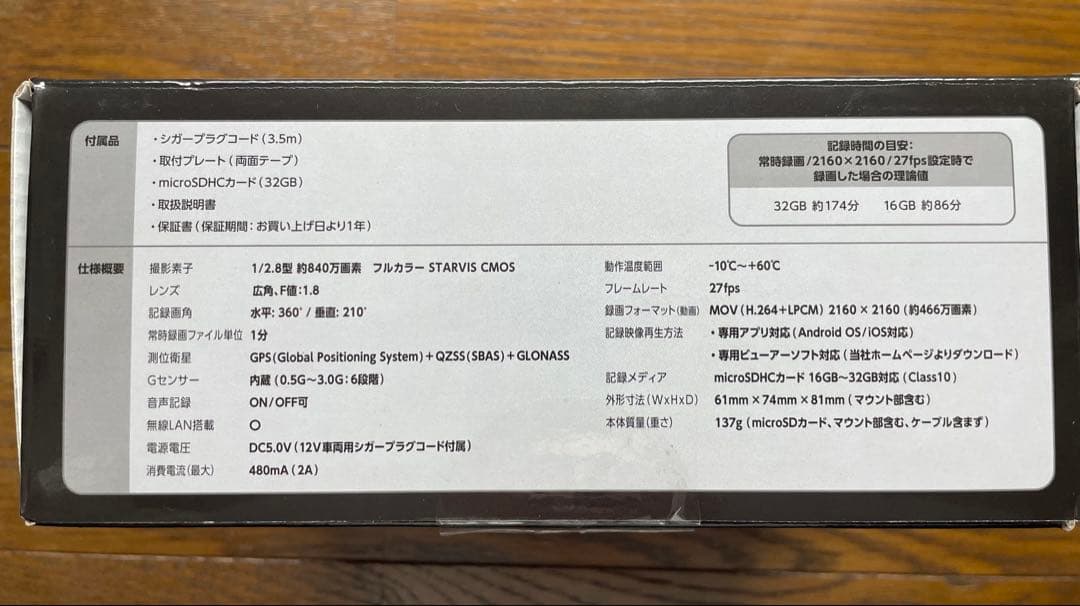 付属品
・シガープラグコード(3.5m)
・取付プレート(両面テープ)
・microSDHCカード(32GB)
・取扱説明書
・保証書(保証期間:お買い上げ日より1年)
記録時間の目安:
常時録画/2160×2160/27fps設定時で
録画した場合の理論値
32GB 約174分 16GB 約86分
仕様概要
撮影素子 1/2.8型 約840万画素 フルカラー STARVIS CMOS
レンズ 広角、F値:1.8
記録画角 水平:360°/垂直:210°
常時録画ファイル単位 1分
測位衛星 GPS(Global Positioning System)+QZSS(SBAS)+GLONASS
Gセンサー 内蔵(0.5G~3.0G:6段階)
音声記録 ON/OFF可
無線LAN搭載 ○
電源電圧 DC5.0V(12V車両用シガープラグコード付属)
消費電流(最大) 480mA(2A)
動作温度範囲 -10℃~+60℃
フレームレート 27fps
録画フォーマット(動画) MOV(H.264+LPCM) 2160×2160(約466万画素)
記録映像再生方法 ・専用アプリ対応(Android OS/iOS対応)
・専用ビューアーソフト対応(当社ホームページよりダウンロード)
記録メディア microSDHCカード 16GB~32GB対応(Class10)
外形寸法(W×H×D) 61mm×74mm×81mm(マウント部含む)
本体質量(重さ) 137g(microSDカード、マウント部含む、ケーブル含まず)